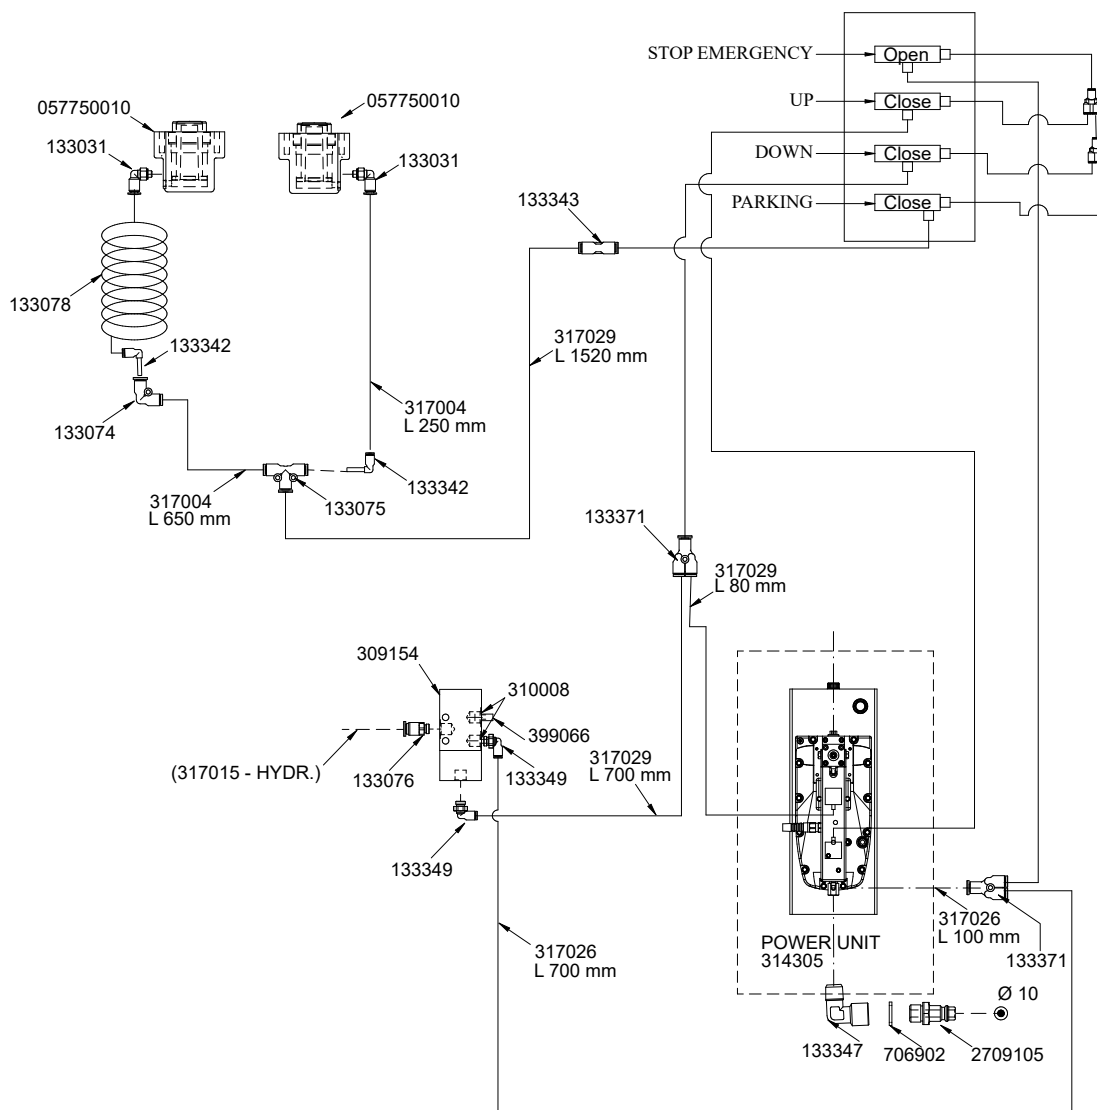 STOP EMERGENCY
Open
UP
Close
DOWN
Close
PARKING
Close
057750010
057750010
133031
133031
133343
133078
133342
317029
L 1520 mm
317004
L 250 mm
133074
317004
L 650 mm
133075
133342
133371
317029
L 80 mm
309154
310008
399066
(317015 - HYDR.)
133076
133349
317029
L 700 mm
133349
317026
L 700 mm
POWER UNIT
314305
317026
L 100 mm
133371
Ø 10
133347
706902
2709105